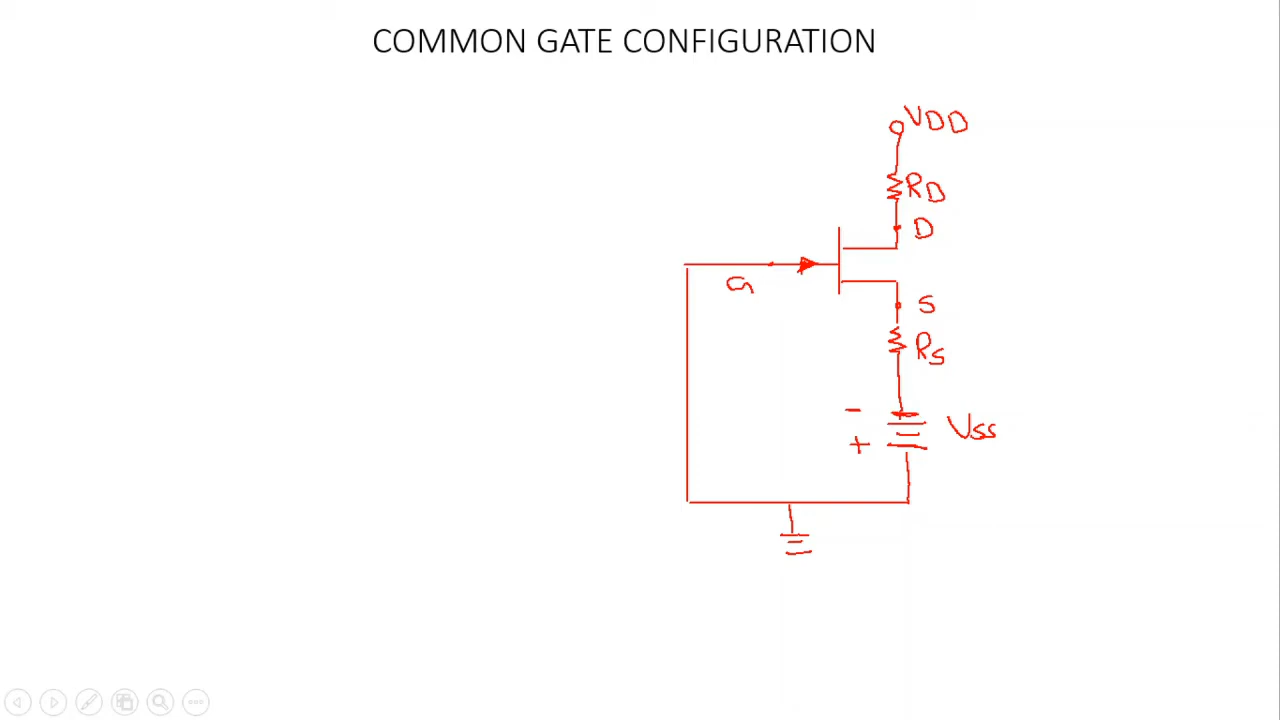 COMMON GATE CONFIGURATION
VDD
RD
D
G
S
RS
-
+
VSS